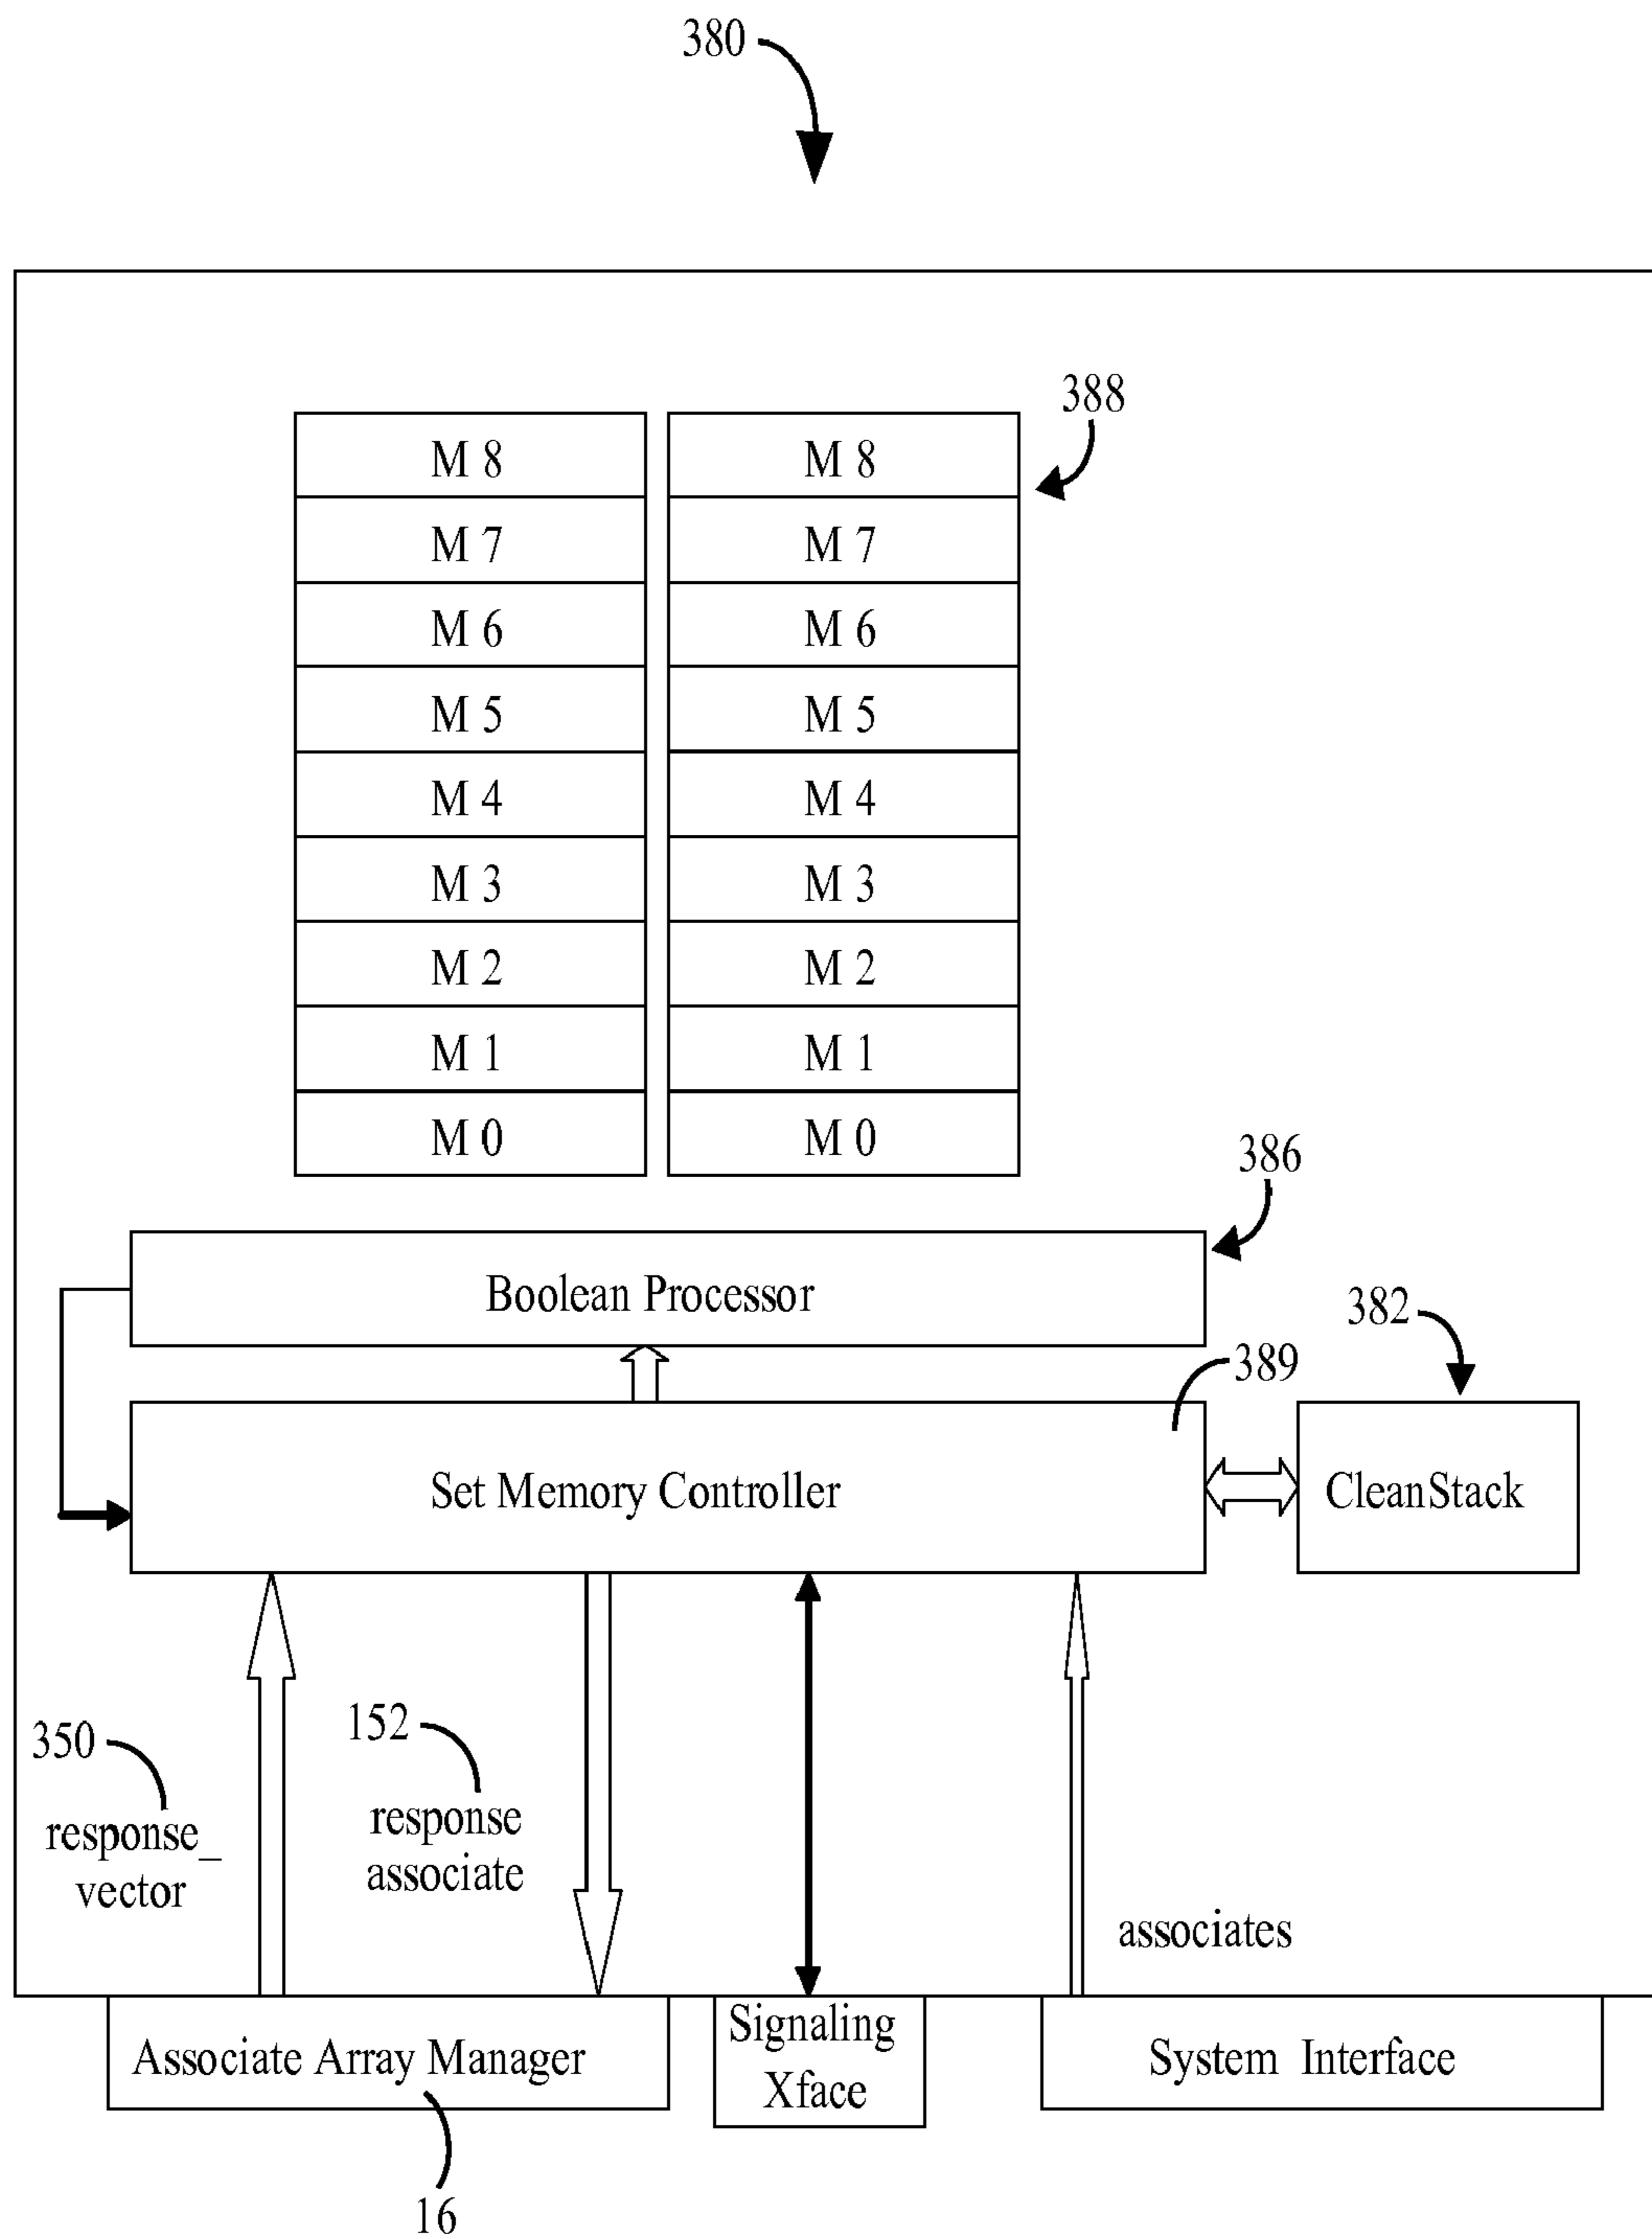 380
388
M 8 M 8
M 7 M 7
M 6 M 6
M 5 M 5
M 4 M 4
M 3 M 3
M 2 M 2
M 1 M 1
M 0 M 0
386
Boolean Processor
382
389
Set Memory Controller
CleanStack
350
response_
vector
152
response
associate
associates
Associate Array Manager
Signaling
Xface
System Interface
16